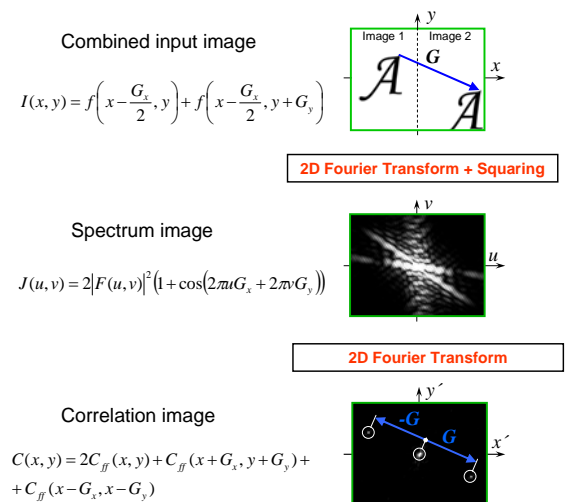 Combined input image
I(x, y) = f(x − G_x/2, y) + f(x − G_x/2, y + G_y)
y
Image 1 Image 2
G
x
A
A
2D Fourier Transform + Squaring
Spectrum image
J(u, v) = 2|F(u, v)|²(1 + cos(2πuG_x + 2πvG_y))
v
u
2D Fourier Transform
Correlation image
C(x, y) = 2C_ff(x, y) + C_ff(x + G_x, y + G_y) +
+ C_ff(x − G_x, x − G_y)
y´
-G
G
x´